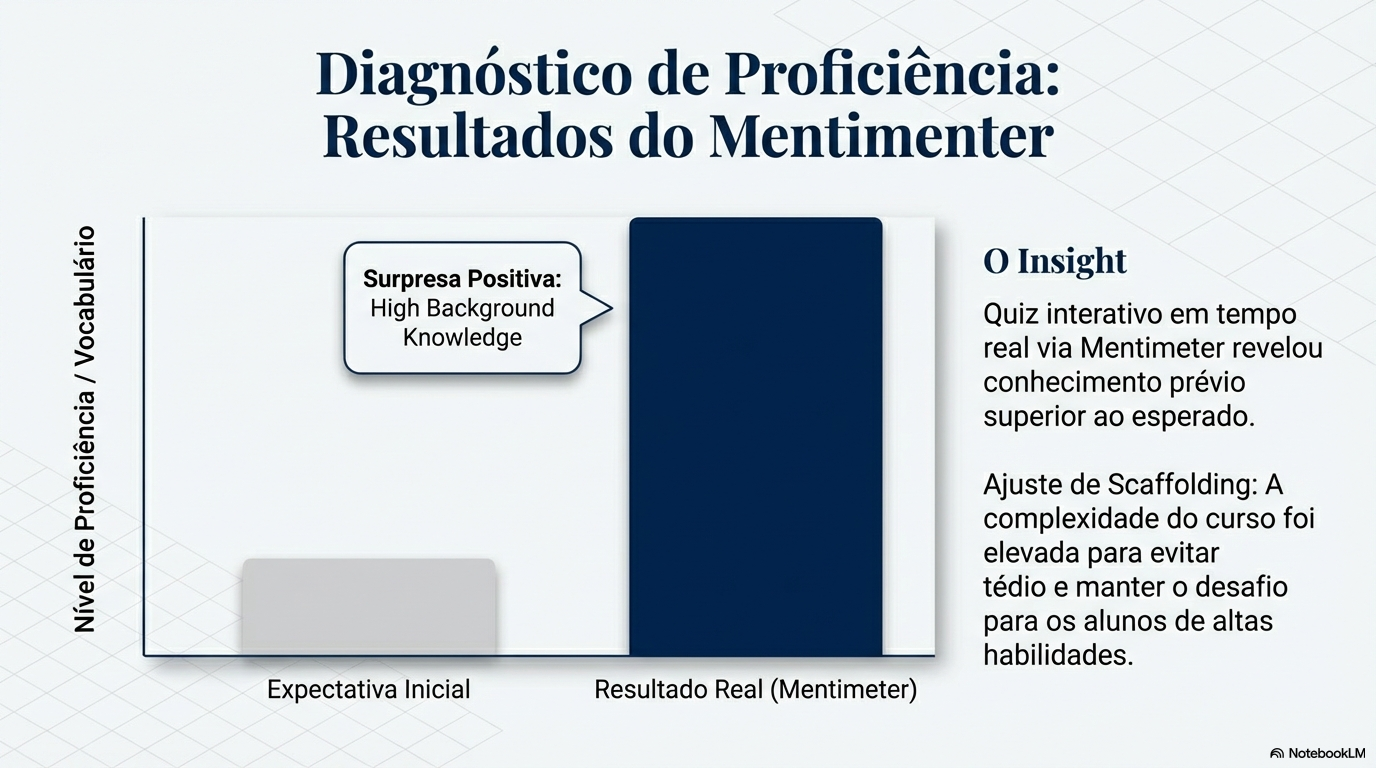 Diagnóstico de Proficiência:
Resultados do Mentimenter
Nível de Proficiência / Vocabulário
Surpresa Positiva:
High Background
Knowledge
Expectativa Inicial
Resultado Real (Mentimeter)
O Insight
Quiz interativo em tempo
real via Mentimeter revelou
conhecimento prévio
superior ao esperado.
Ajuste de Scaffolding: A
complexidade do curso foi
elevada para evitar
tédio e manter o desafio
para os alunos de altas
habilidades.
NotebookLM